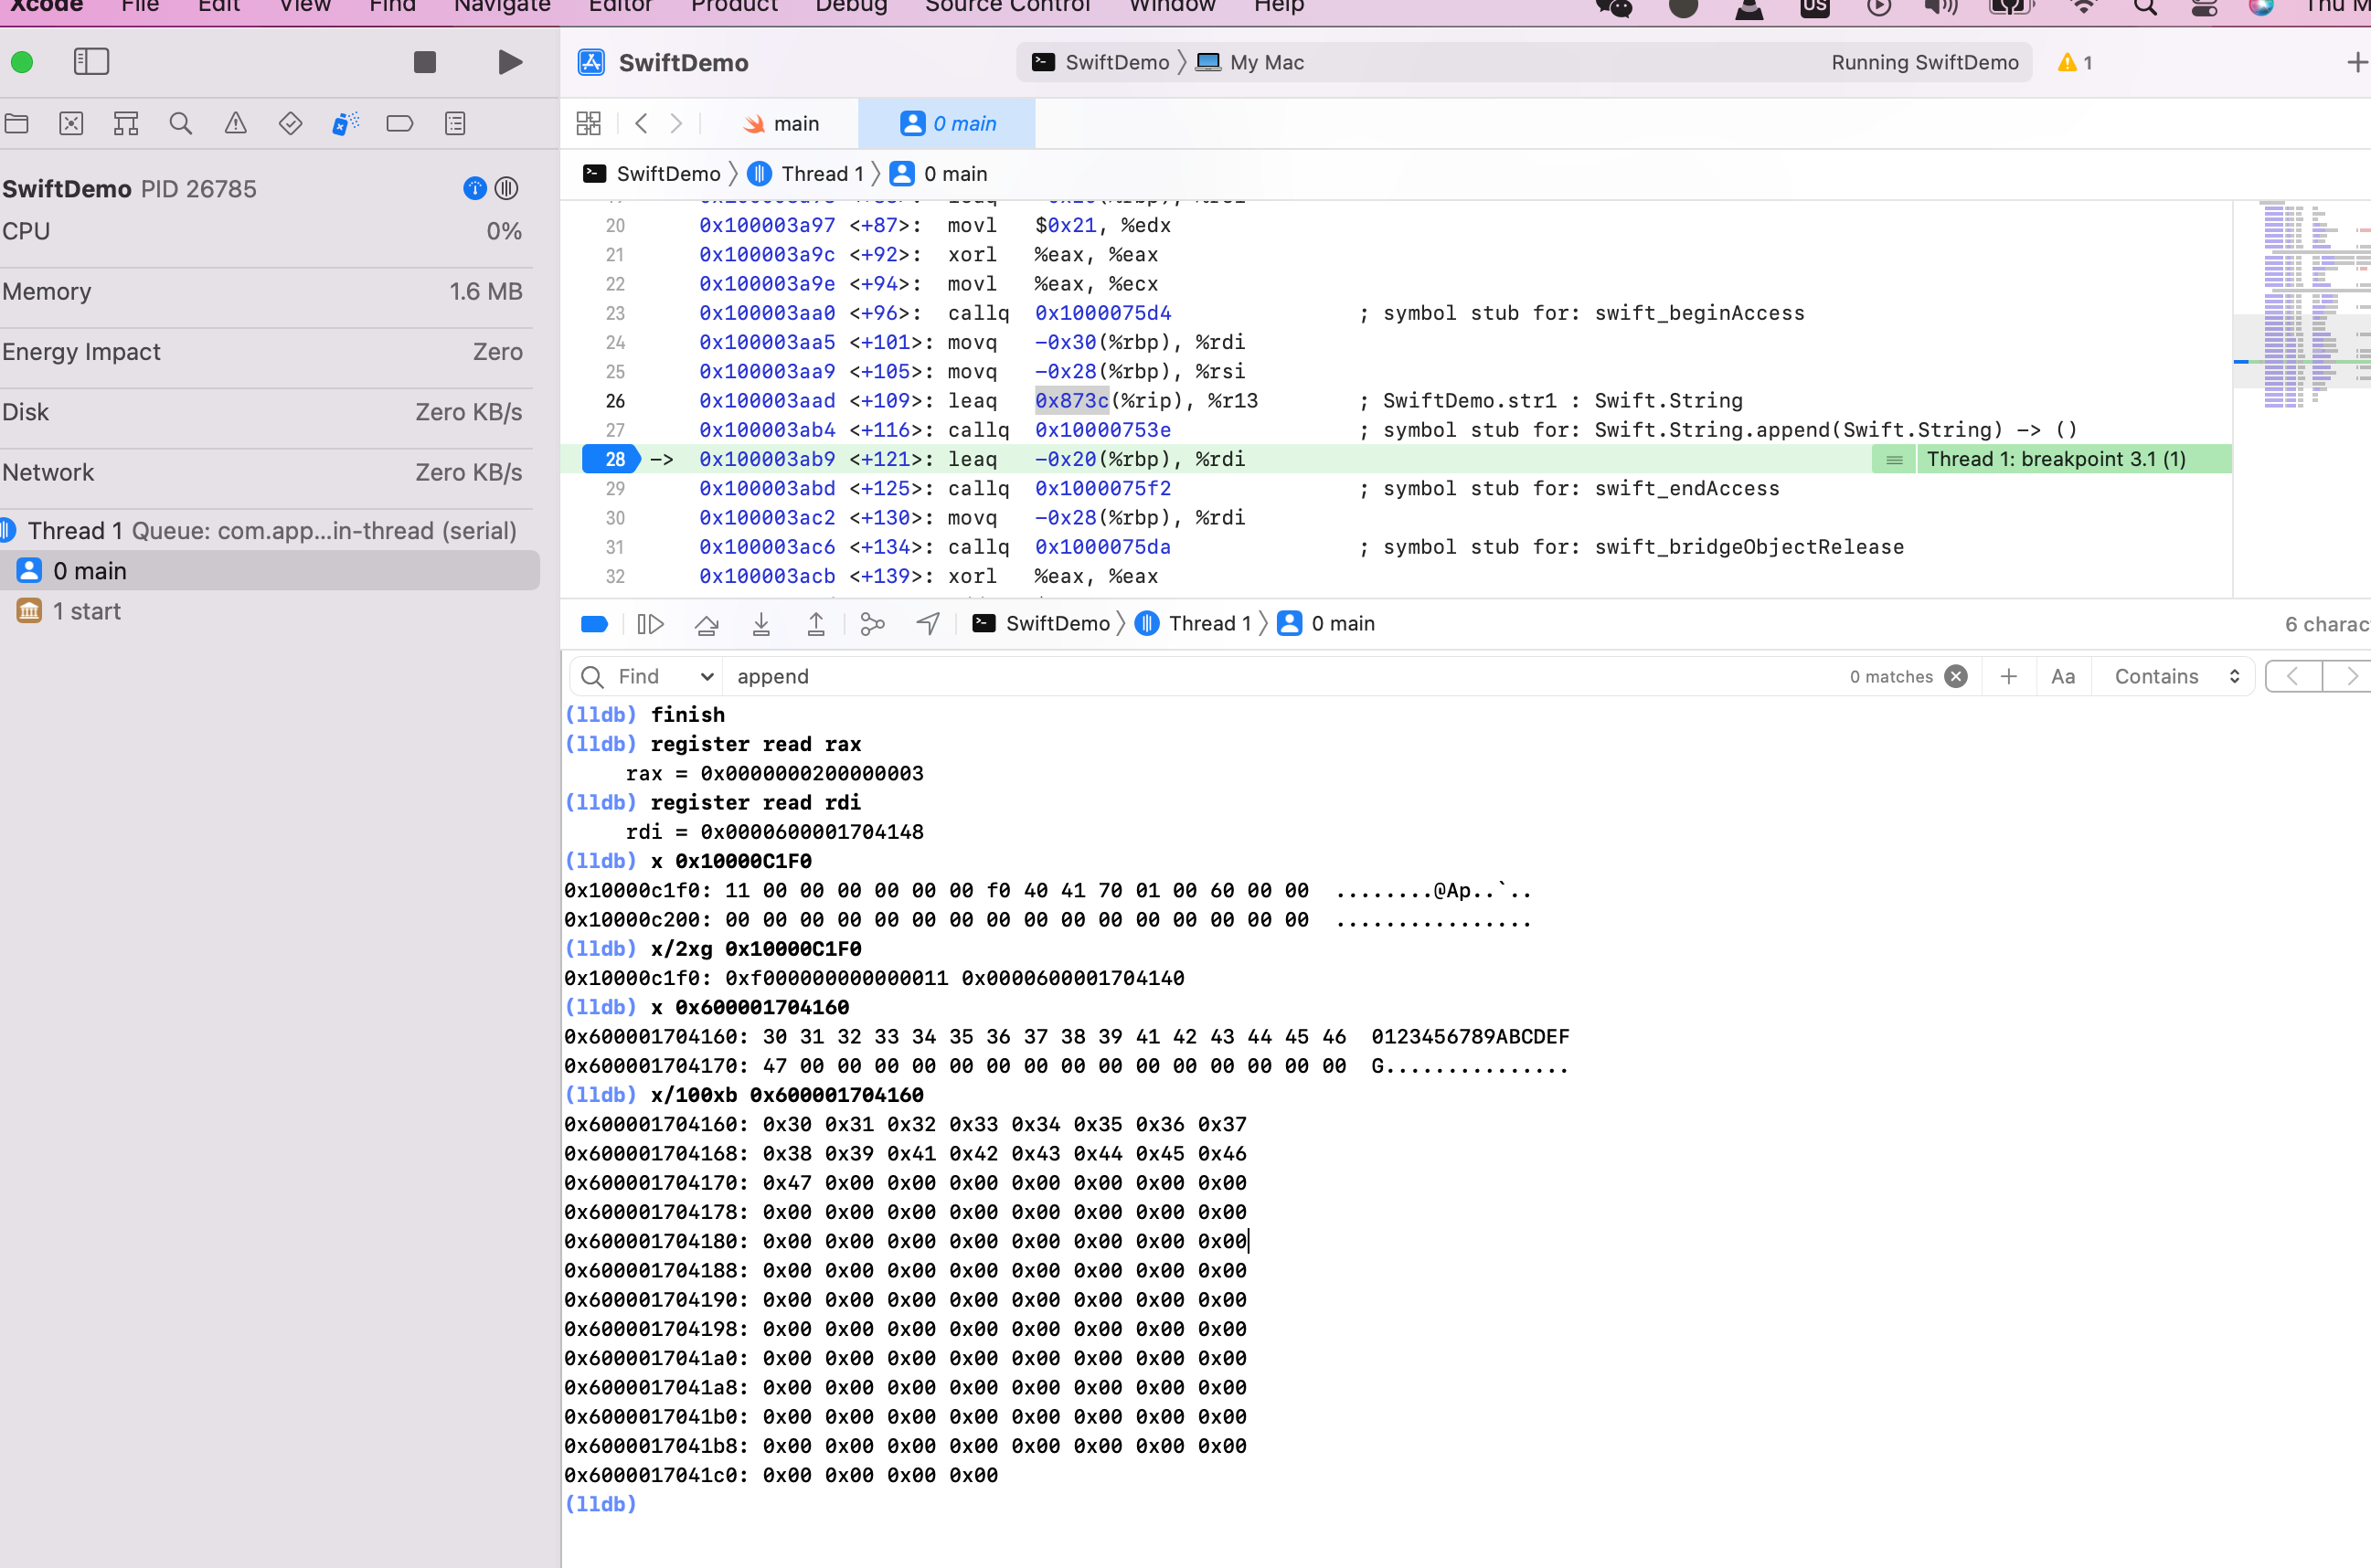 Xcode File Edit View Find Navigate Editor Product Debug Source Control Window Help US Thu M
SwiftDemo SwiftDemo My Mac Running SwiftDemo 1
main 0 main
SwiftDemo Thread 1 0 main
SwiftDemo PID 26785
CPU 0%
Memory 1.6 MB
Energy Impact Zero
Disk Zero KB/s
Network Zero KB/s
Thread 1 Queue: com.app...in-thread (serial)
0 main
1 start
20 0x100003a97 <+87>: movl $0x21, %edx
21 0x100003a9c <+92>: xorl %eax, %eax
22 0x100003a9e <+94>: movl %eax, %ecx
23 0x100003aa0 <+96>: callq 0x1000075d4 ; symbol stub for: swift_beginAccess
24 0x100003aa5 <+101>: movq -0x30(%rbp), %rdi
25 0x100003aa9 <+105>: movq -0x28(%rbp), %rsi
26 0x100003aad <+109>: leaq 0x873c(%rip), %r13 ; SwiftDemo.str1 : Swift.String
27 0x100003ab4 <+116>: callq 0x10000753e ; symbol stub for: Swift.String.append(Swift.String) -> ()
28 -> 0x100003ab9 <+121>: leaq -0x20(%rbp), %rdi Thread 1: breakpoint 3.1 (1)
29 0x100003abd <+125>: callq 0x1000075f2 ; symbol stub for: swift_endAccess
30 0x100003ac2 <+130>: movq -0x28(%rbp), %rdi
31 0x100003ac6 <+134>: callq 0x1000075da ; symbol stub for: swift_bridgeObjectRelease
32 0x100003acb <+139>: xorl %eax, %eax
SwiftDemo Thread 1 0 main 6 charac
Find append 0 matches Aa Contains
(lldb) finish
(lldb) register read rax
rax = 0x0000000200000003
(lldb) register read rdi
rdi = 0x0000600001704148
(lldb) x 0x10000C1F0
0x10000c1f0: 11 00 00 00 00 00 00 f0 40 41 70 01 00 60 00 00 ........@Ap..`..
0x10000c200: 00 00 00 00 00 00 00 00 00 00 00 00 00 00 00 00 ................
(lldb) x/2xg 0x10000C1F0
0x10000c1f0: 0xf000000000000011 0x0000600001704140
(lldb) x 0x600001704160
0x600001704160: 30 31 32 33 34 35 36 37 38 39 41 42 43 44 45 46 0123456789ABCDEF
0x600001704170: 47 00 00 00 00 00 00 00 00 00 00 00 00 00 00 00 G...............
(lldb) x/100xb 0x600001704160
0x600001704160: 0x30 0x31 0x32 0x33 0x34 0x35 0x36 0x37
0x600001704168: 0x38 0x39 0x41 0x42 0x43 0x44 0x45 0x46
0x600001704170: 0x47 0x00 0x00 0x00 0x00 0x00 0x00 0x00
0x600001704178: 0x00 0x00 0x00 0x00 0x00 0x00 0x00 0x00
0x600001704180: 0x00 0x00 0x00 0x00 0x00 0x00 0x00 0x00
0x600001704188: 0x00 0x00 0x00 0x00 0x00 0x00 0x00 0x00
0x600001704190: 0x00 0x00 0x00 0x00 0x00 0x00 0x00 0x00
0x600001704198: 0x00 0x00 0x00 0x00 0x00 0x00 0x00 0x00
0x6000017041a0: 0x00 0x00 0x00 0x00 0x00 0x00 0x00 0x00
0x6000017041a8: 0x00 0x00 0x00 0x00 0x00 0x00 0x00 0x00
0x6000017041b0: 0x00 0x00 0x00 0x00 0x00 0x00 0x00 0x00
0x6000017041b8: 0x00 0x00 0x00 0x00 0x00 0x00 0x00 0x00
0x6000017041c0: 0x00 0x00 0x00 0x00
(lldb)